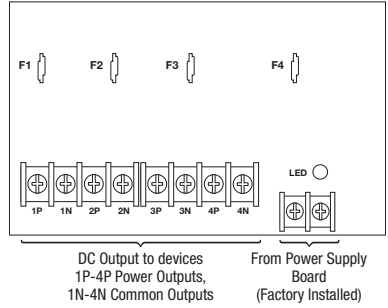 F1 F2 F3 F4
LED
1P 1N 2P 2N 3P 3N 4P 4N
DC Output to devices
1P-4P Power Outputs,
1N-4N Common Outputs
From Power Supply
Board
(Factory Installed)